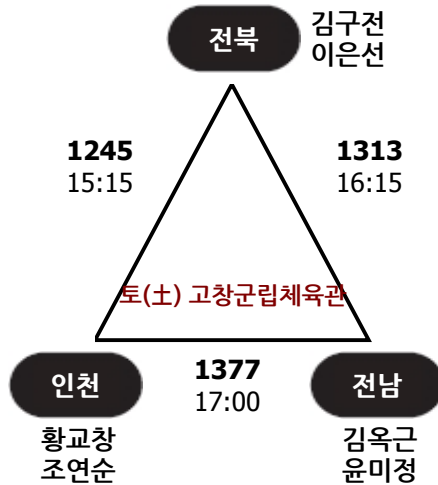 전북
김구전
이은선
1245
15:15
1313
16:15
토(土) 고창군립체육관
인천
1377
17:00
전남
황교창
조연순
김옥근
윤미정